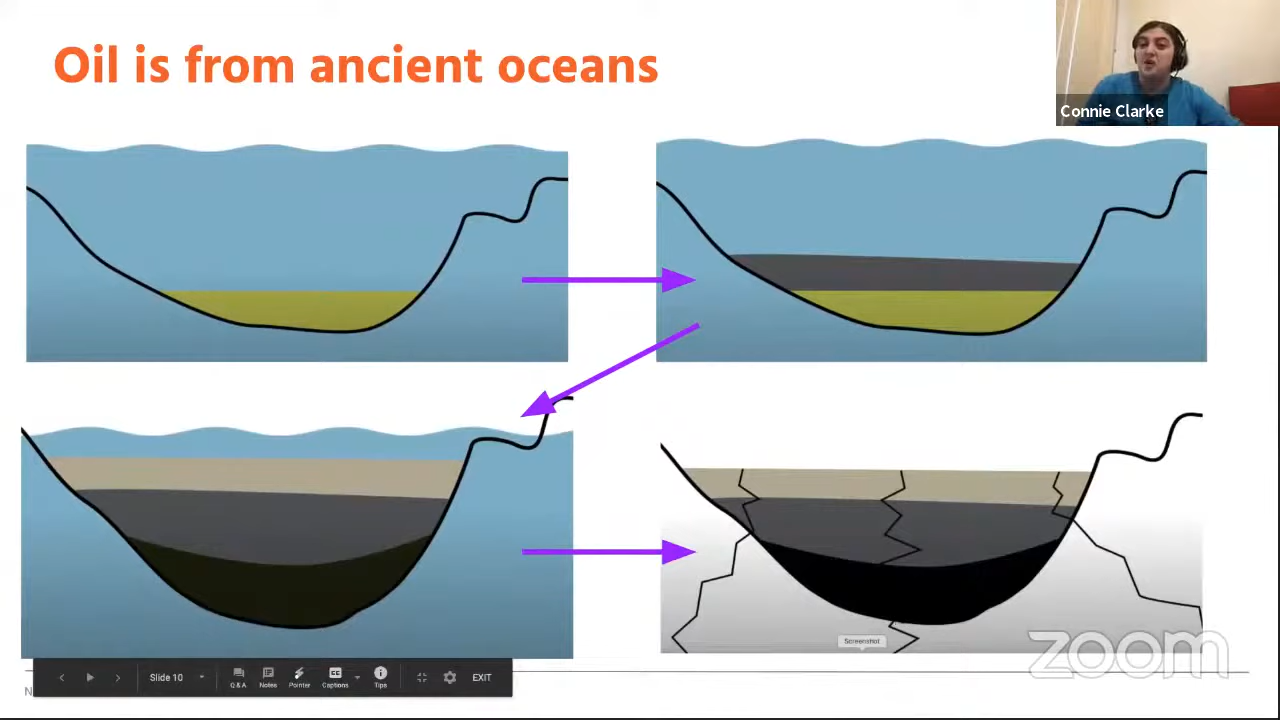 Oil is from ancient oceans
Connie Clarke
ScreenShot
zoom
N
Slide 10
Q & A
Notes
Pointer
Captions
Tips
EXIT